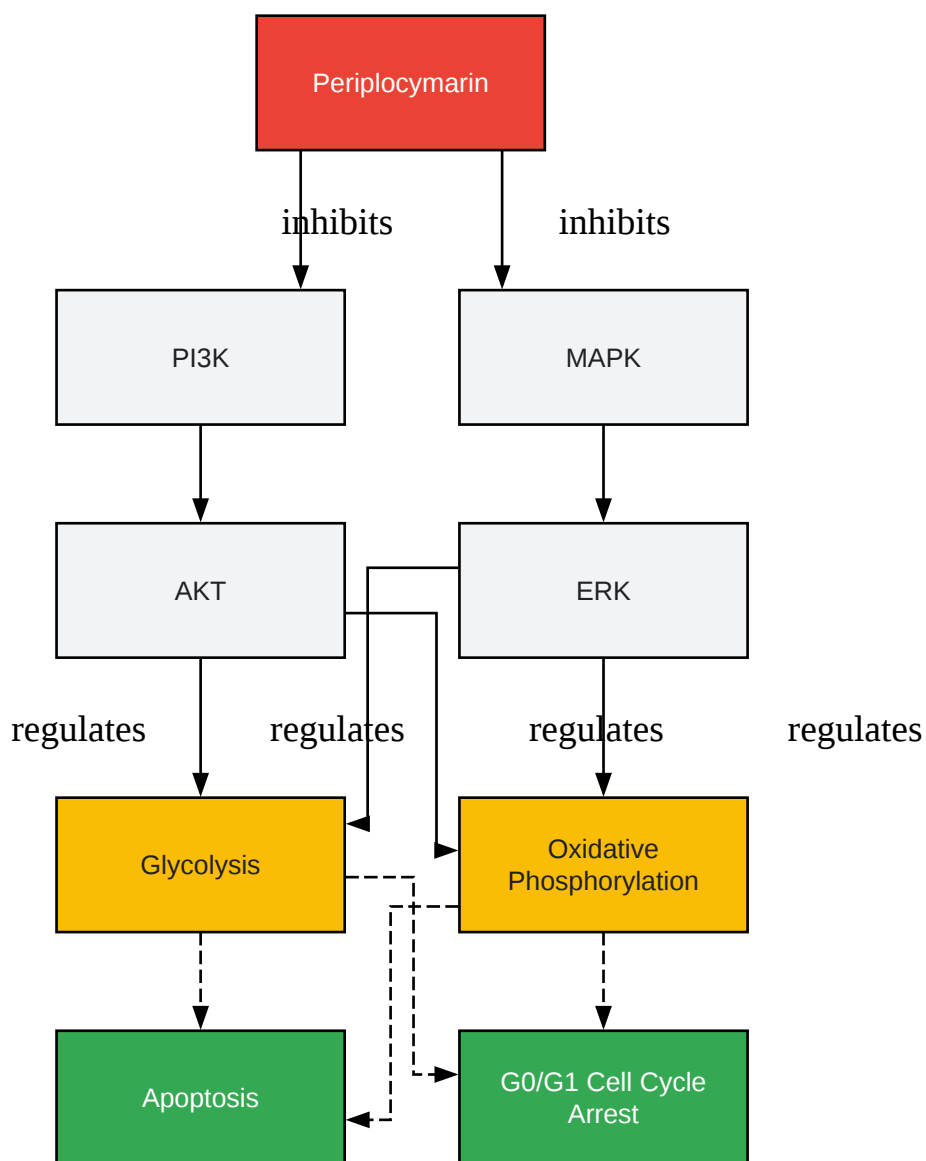 Periplocymarin
inhibits
inhibits
PI3K
MAPK
AKT
ERK
regulates
regulates
regulates
regulates
Glycolysis
Oxidative
Phosphorylation
Apoptosis
G0/G1 Cell Cycle
Arrest